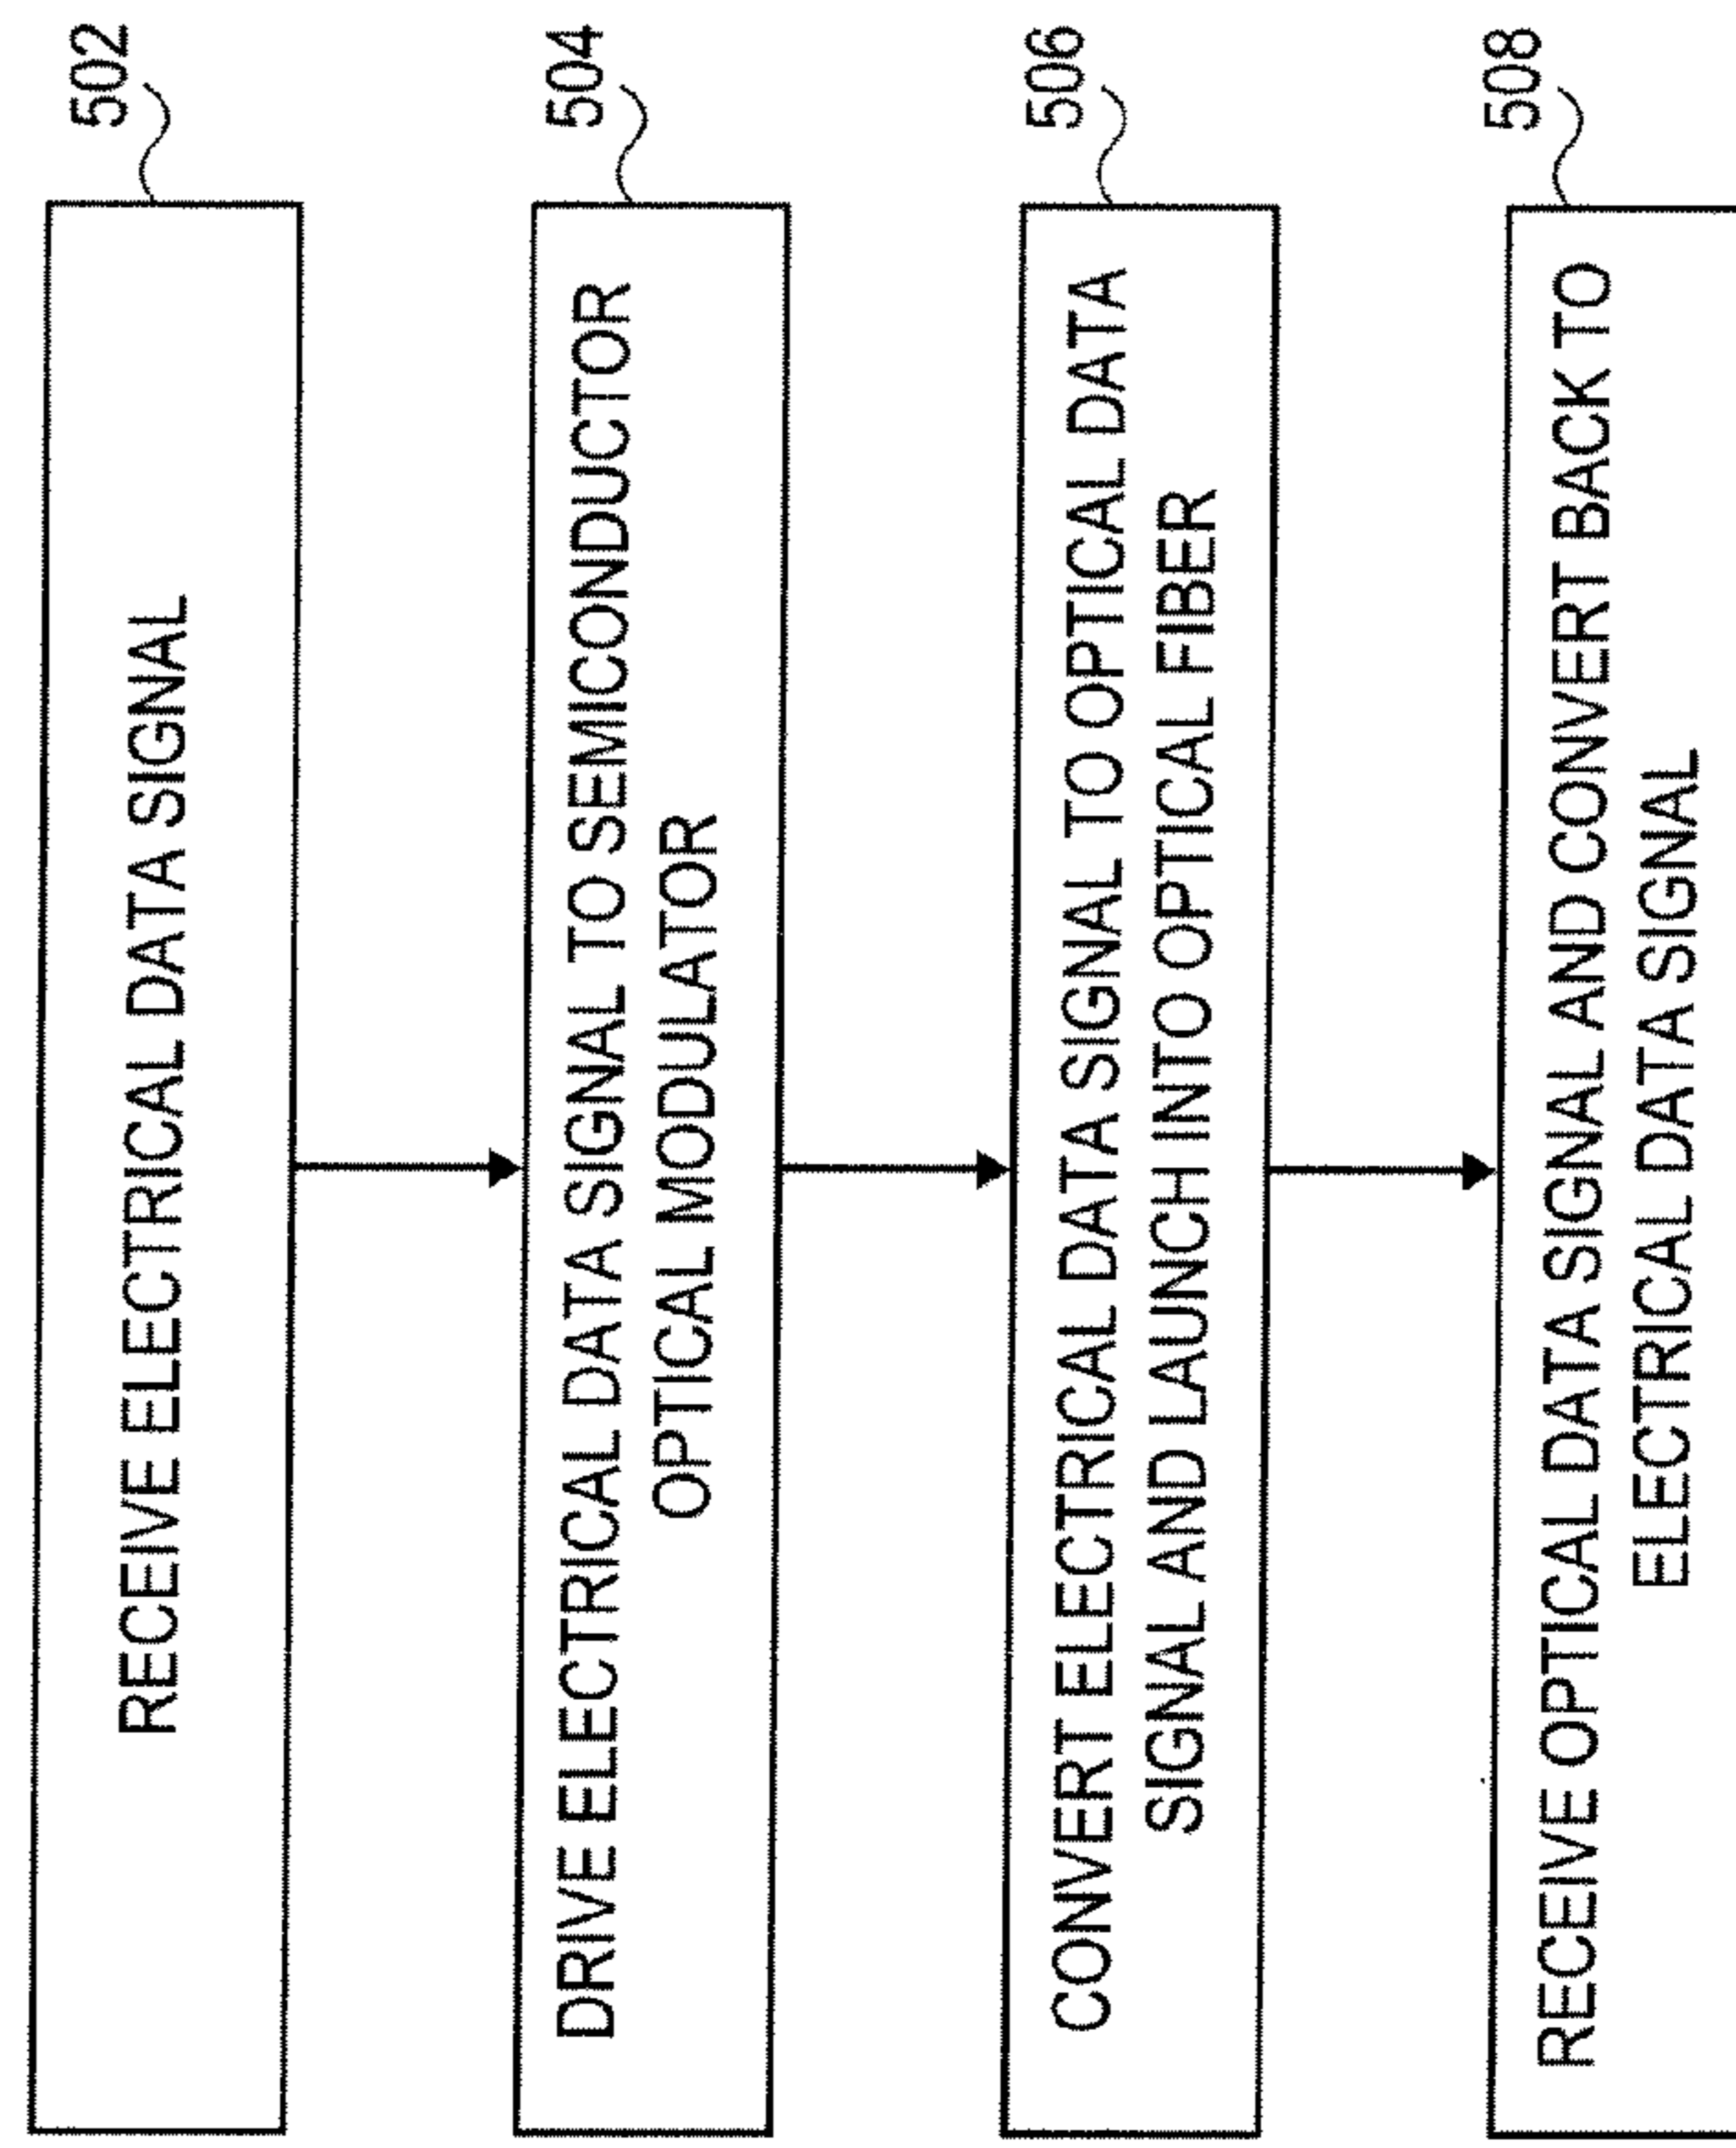 502
RECEIVE ELECTRICAL DATA SIGNAL
504
DRIVE ELECTRICAL DATA SIGNAL TO SEMICONDUCTOR
OPTICAL MODULATOR
506
CONVERT ELECTRICAL DATA SIGNAL TO OPTICAL DATA
SIGNAL AND LAUNCH INTO OPTICAL FIBER
508
RECEIVE OPTICAL DATA SIGNAL AND CONVERT BACK TO
ELECTRICAL DATA SIGNAL